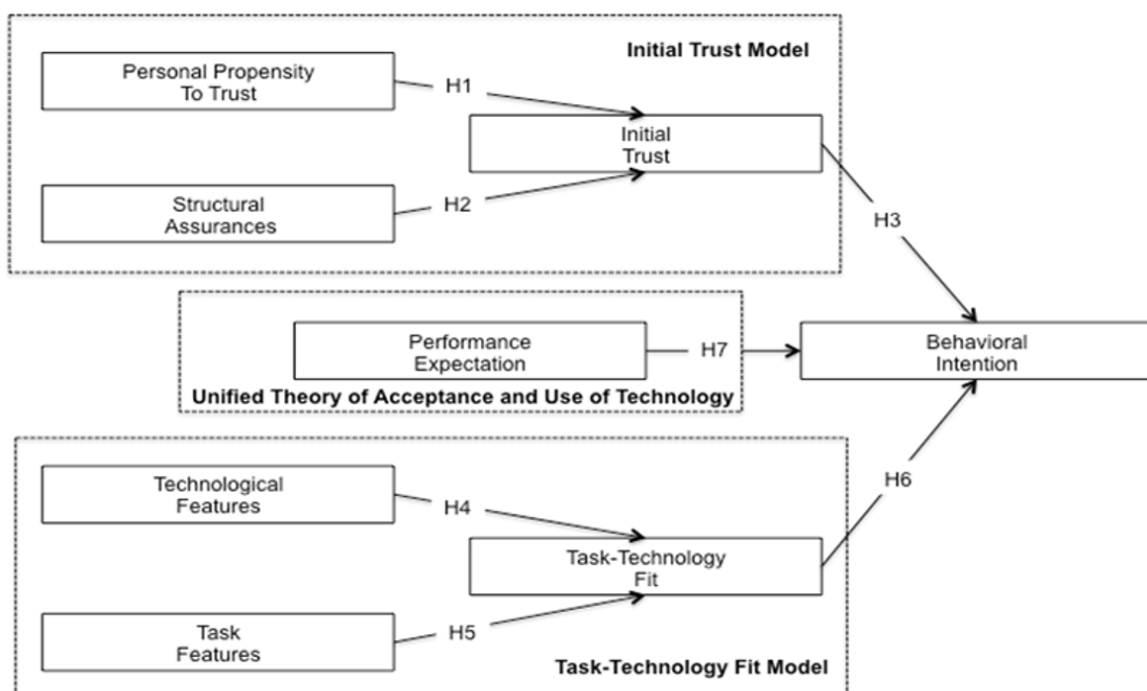 Initial Trust Model
Personal Propensity
To Trust
H1
Initial
Trust
Structural
Assurances
H2
H3
Performance
Expectation
H7
Behavioral
Intention
Unified Theory of Acceptance and Use of Technology
Technological
Features
H4
H6
Task-Technology
Fit
Task
Features
H5
Task-Technology Fit Model